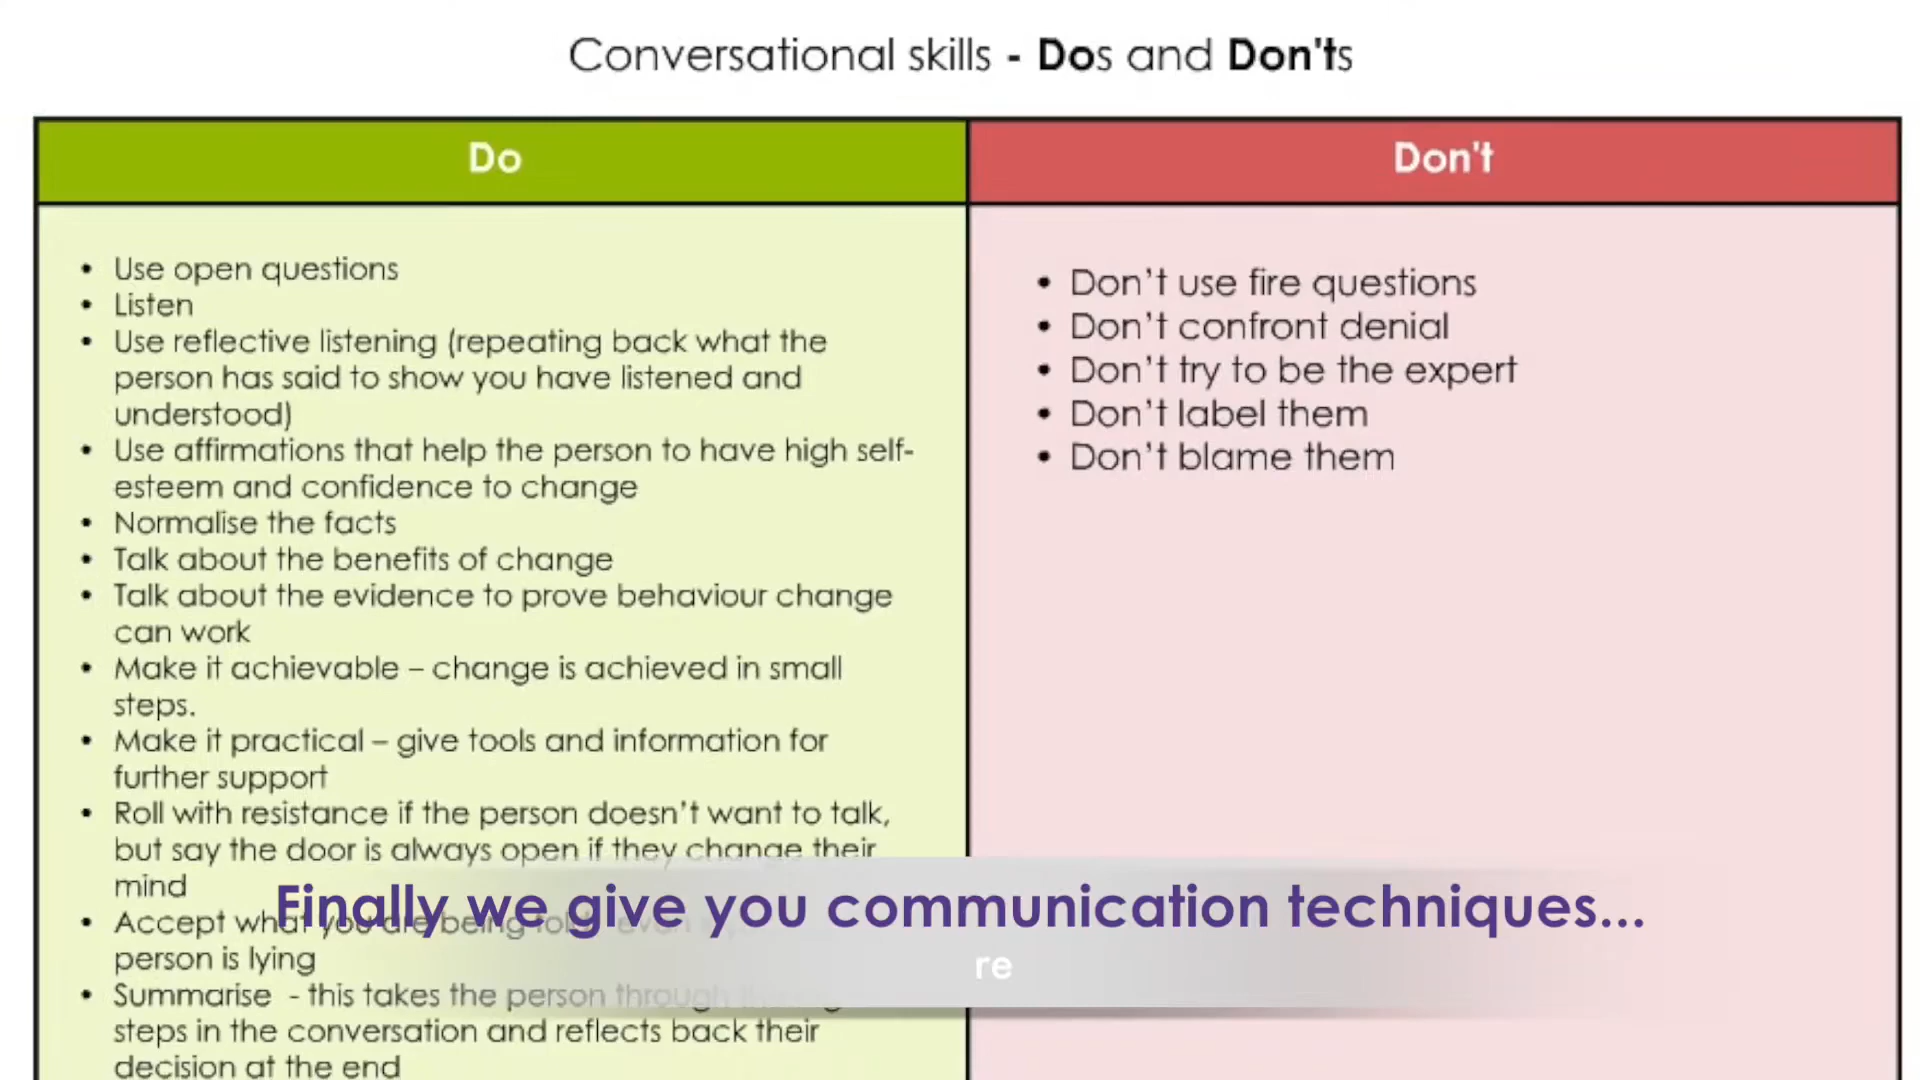 Conversational skills - Dos and Don'ts
Do
• Use open questions
• Listen
• Use reflective listening (repeating back what the
person has said to show you have listened and
understood)
• Use affirmations that help the person to have high self-
esteem and confidence to change
• Normalise the facts
• Talk about the benefits of change
• Talk about the evidence to prove behaviour change
can work
• Make it achievable – change is achieved in small
steps.
• Make it practical – give tools and information for
further support
• Roll with resistance if the person doesn't want to talk,
but say the door is always open if they change their
mind
• Accept what you are being told even
person is lying
• Summarise - this takes the person through
steps in the conversation and reflects back their
decision at the end
Don't
• Don't use fire questions
• Don't confront denial
• Don't try to be the expert
• Don't label them
• Don't blame them
Finally we give you communication techniques...
re